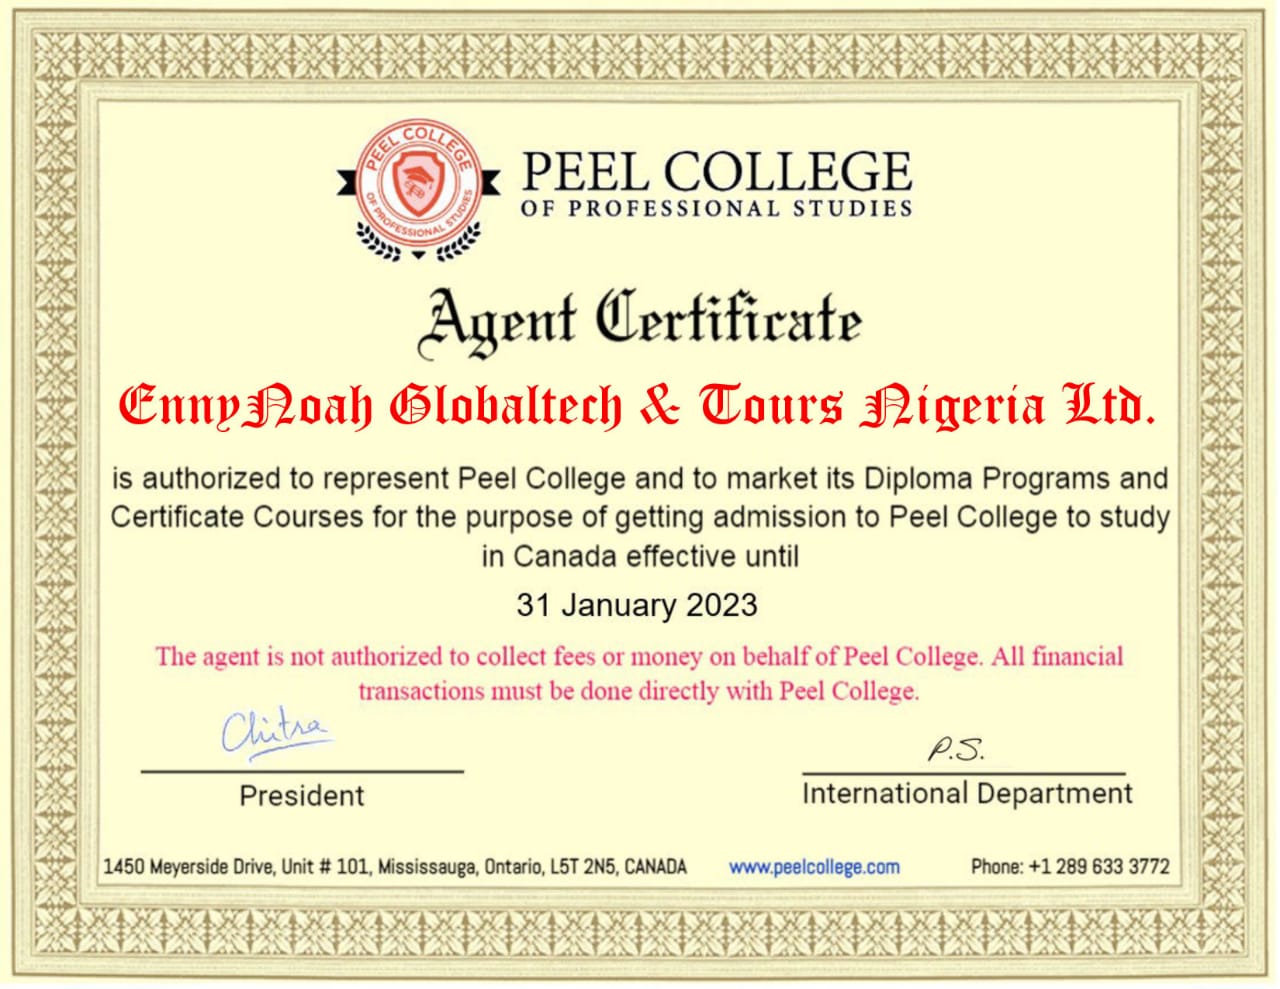 PEEL COLLEGE
OF PROFESSIONAL STUDIES
PEEL COLLEGE
OF PROFESSIONAL STUDIES
Agent Certificate
EnnyNoah Globaltech & Tours Nigeria Ltd.
is authorized to represent Peel College and to market its Diploma Programs and
Certificate Courses for the purpose of getting admission to Peel College to study
in Canada effective until
31 January 2023
The agent is not authorized to collect fees or money on behalf of Peel College. All financial
transactions must be done directly with Peel College.
Chitra
P.S.
President
International Department
1450 Meyerside Drive, Unit # 101, Mississauga, Ontario, L5T 2N5, CANADA www.peelcollege.com Phone: +1 289 633 3772